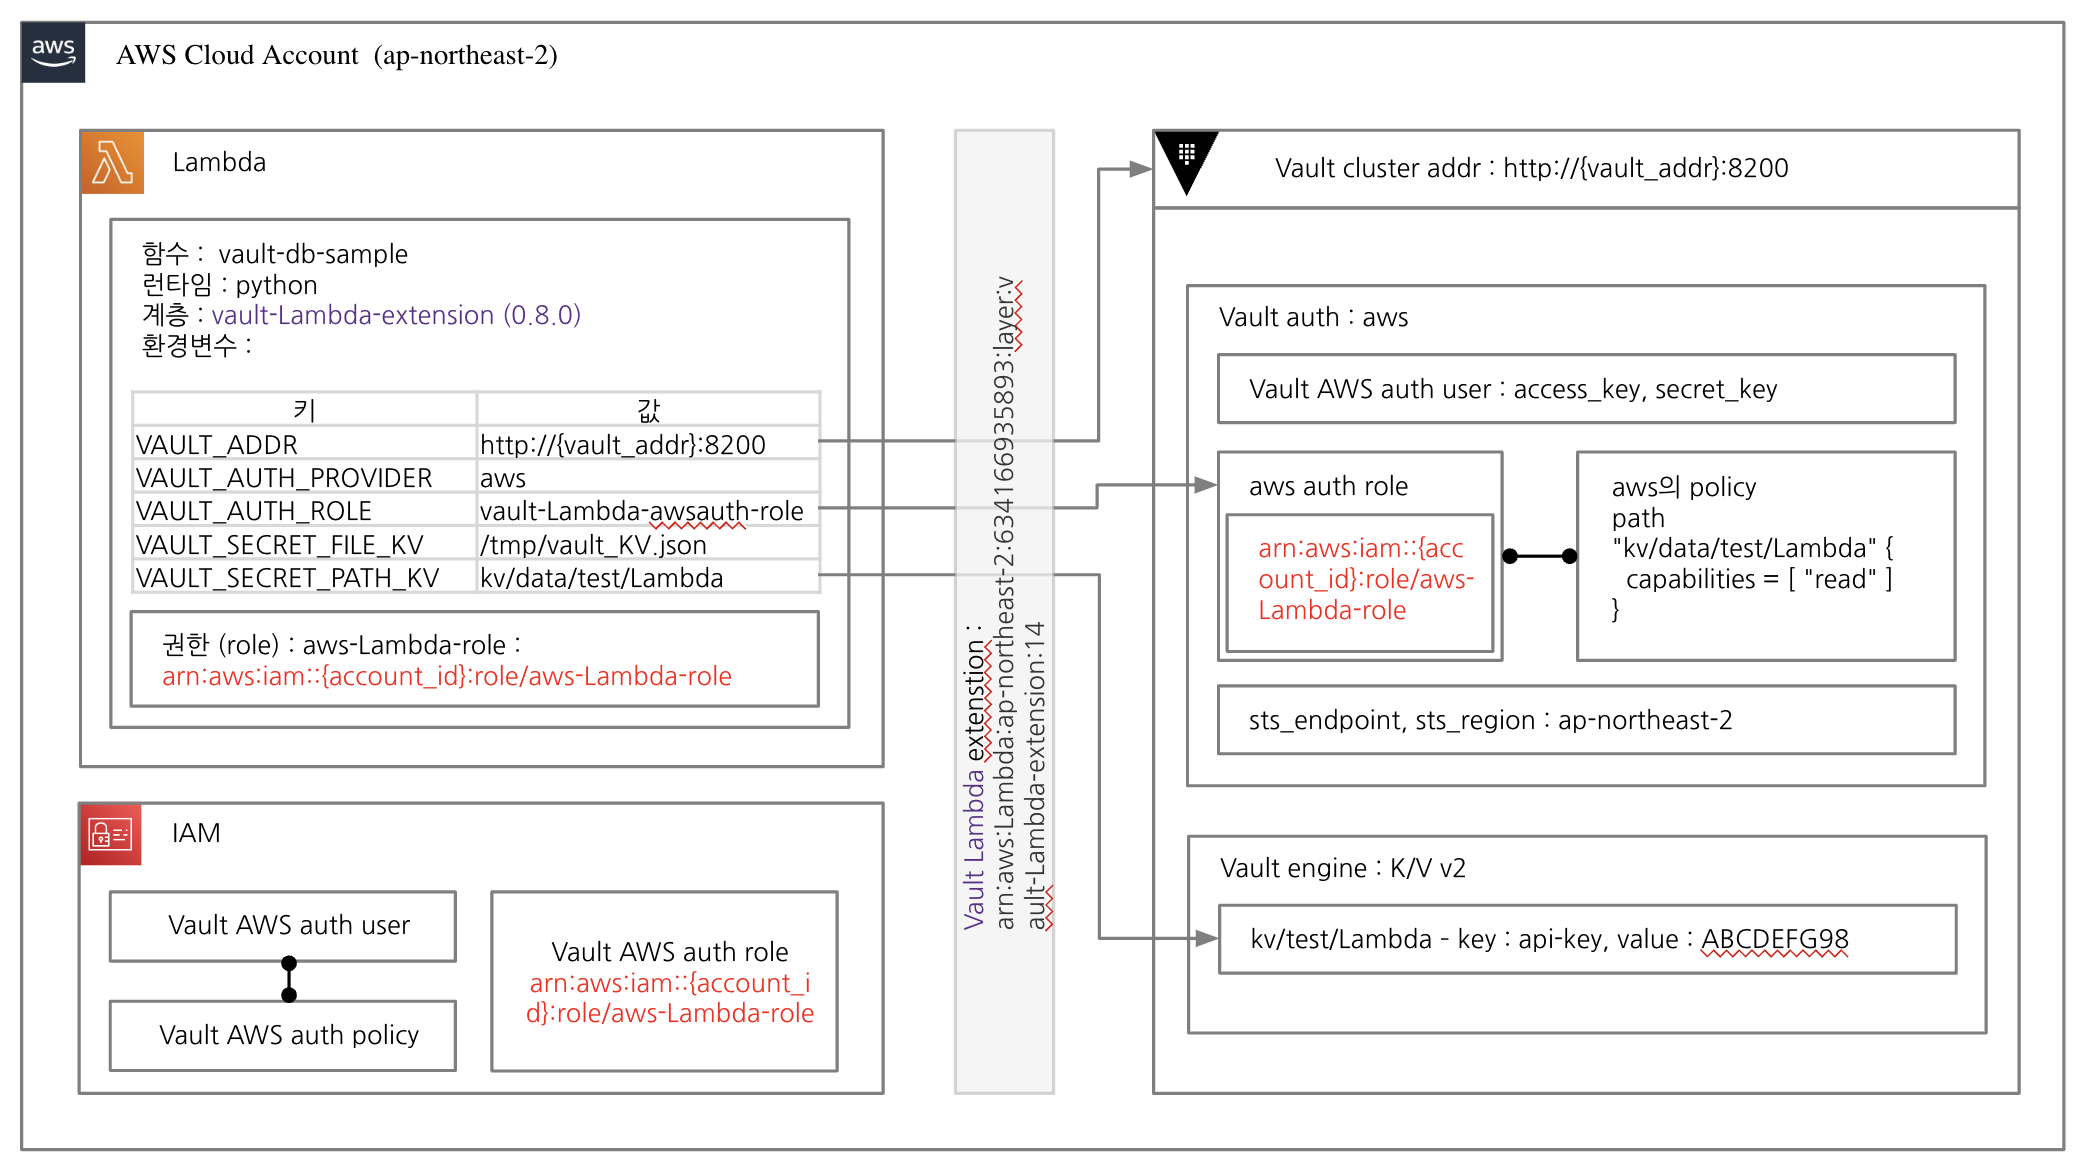 aws
AWS Cloud Account  (ap-northeast-2)
Lambda
함수 :  vault-db-sample
런타임 : python
계층 : vault-Lambda-extension (0.8.0)
환경변수 :
키 값
VAULT_ADDR http://{vault_addr}:8200
VAULT_AUTH_PROVIDER aws
VAULT_AUTH_ROLE vault-Lambda-awsauth-role
VAULT_SECRET_FILE_KV /tmp/vault_KV.json
VAULT_SECRET_PATH_KV kv/data/test/Lambda
권한 (role) : aws-Lambda-role :
arn:aws:iam::{account_id}:role/aws-Lambda-role
IAM
Vault AWS auth user
Vault AWS auth policy
Vault AWS auth role
arn:aws:iam::{account_i
d}:role/aws-Lambda-role
Vault Lambda extenstion :
arn:aws:Lambda:ap-northeast-2:634166935893:layer:v
ault-Lambda-extension:14
Vault cluster addr : http://{vault_addr}:8200
Vault auth : aws
Vault AWS auth user : access_key, secret_key
aws auth role
arn:aws:iam::{acc
ount_id}:role/aws-
Lambda-role
aws의 policy
path
"kv/data/test/Lambda" {
capabilities = [ "read" ]
}
sts_endpoint, sts_region : ap-northeast-2
Vault engine : K/V v2
kv/test/Lambda - key : api-key, value : ABCDEFG98